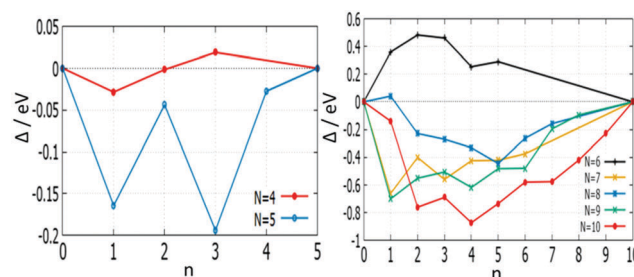 0.05
0
-0.05
-0.1
-0.15
-0.2
Δ / eV
0 1 2 3 4 5
n
N=4
N=5
0.6
0.4
0.2
0
-0.2
-0.4
-0.6
-0.8
-1
Δ / eV
0 1 2 3 4 5 6 7 8 9 10
n
N=6
N=7
N=8
N=9
N=10